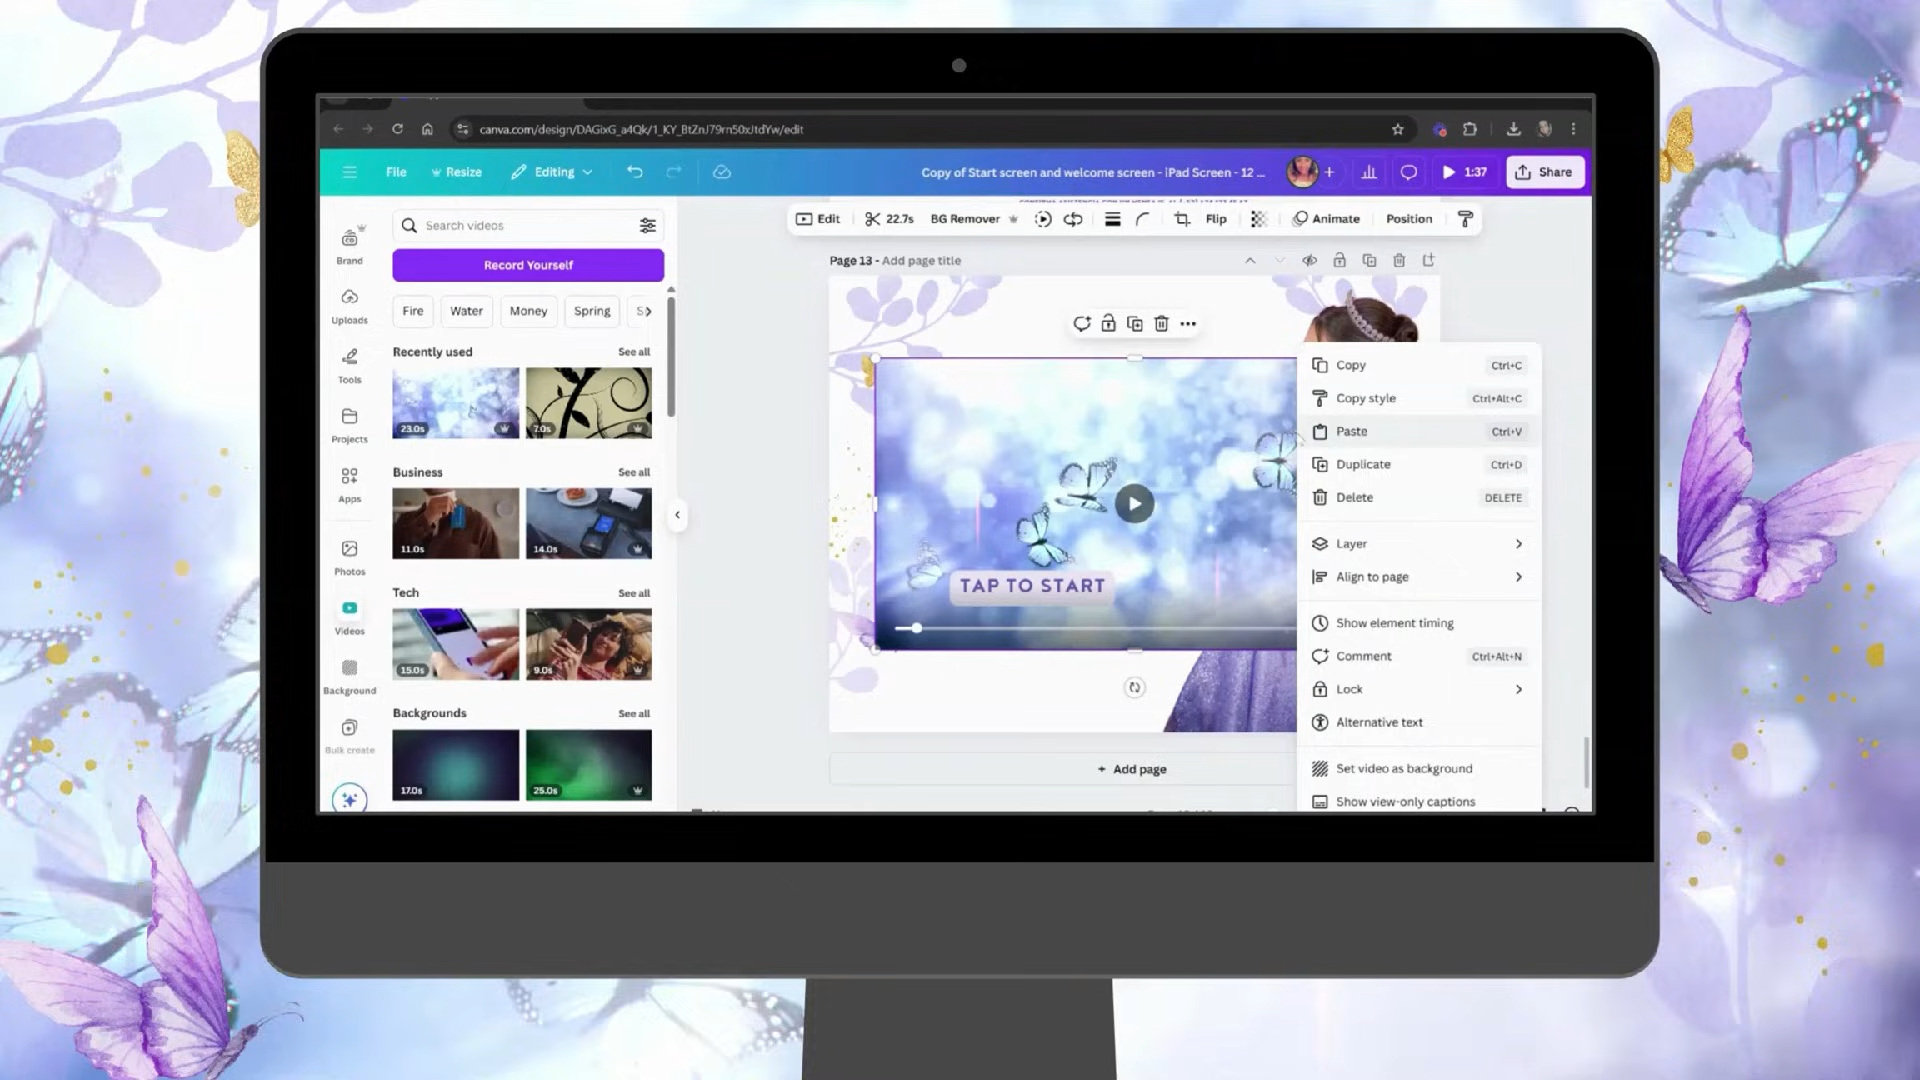 canva.com/design/DAGixG_a4Qk/1_KY_BtZnJ79rn50xJtdYw/edit
File
Resize
Editing
Copy of Start screen and welcome screen - iPad Screen - 12 ...
1:37
Share
Search videos
Record Yourself
Fire
Water
Money
Spring
Recently used
See all
23.0s
7.0s
Business
See all
11.0s
14.0s
Tech
See all
15.0s
9.0s
Backgrounds
See all
17.0s
25.0s
Brand
Uploads
Tools
Projects
Apps
Photos
Videos
Background
Bulk create
Edit
22.7s
BG Remover
Flip
Animate
Position
Page 13 - Add page title
TAP TO START
+ Add page
Copy Ctrl+C
Copy style Ctrl+Alt+C
Paste Ctrl+V
Duplicate Ctrl+D
Delete DELETE
Layer
Align to page
Show element timing
Comment Ctrl+Alt+N
Lock
Alternative text
Set video as background
Show view-only captions